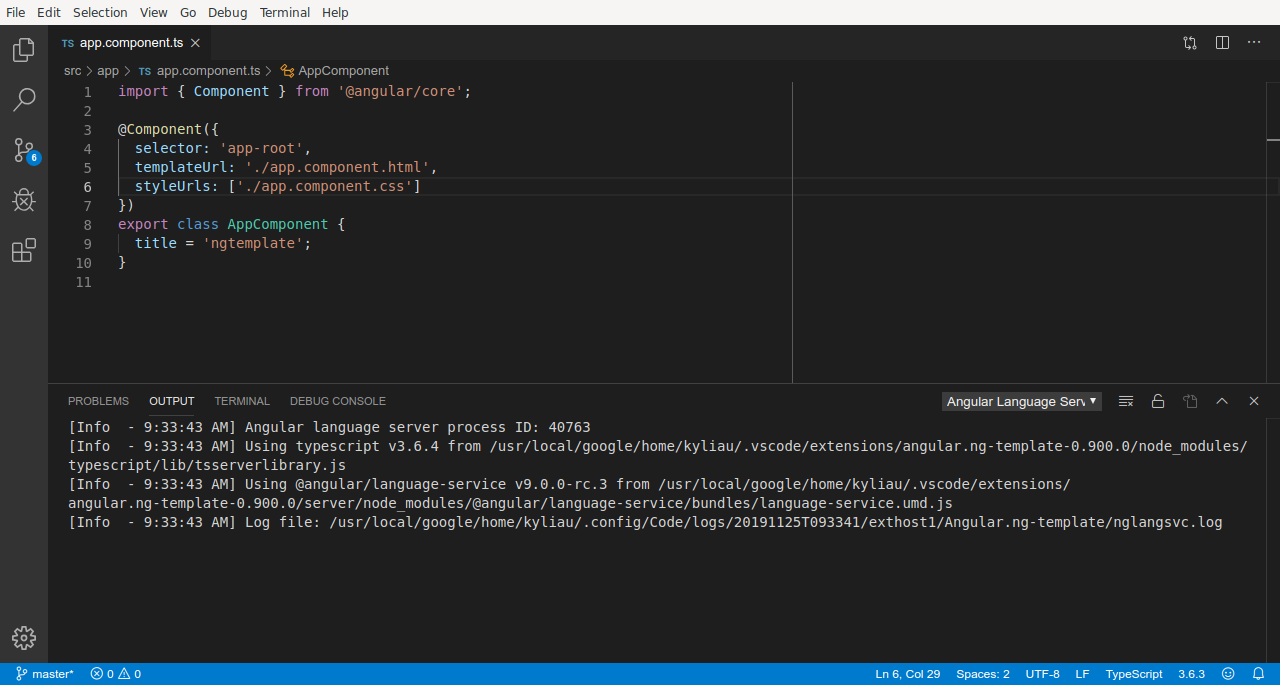 File Edit Selection View Go Debug Terminal Help
TS app.component.ts
src > app > TS app.component.ts > AppComponent
1 import { Component } from '@angular/core';
2
3 @Component({
4 selector: 'app-root',
5 templateUrl: './app.component.html',
6 styleUrls: ['./app.component.css']
7 })
8 export class AppComponent {
9 title = 'ngtemplate';
10 }
11
6
PROBLEMS OUTPUT TERMINAL DEBUG CONSOLE Angular Language Serv
[Info  - 9:33:43 AM] Angular language server process ID: 40763
[Info  - 9:33:43 AM] Using typescript v3.6.4 from /usr/local/google/home/kyliau/.vscode/extensions/angular.ng-template-0.900.0/node_modules/
typescript/lib/tsserverlibrary.js
[Info  - 9:33:43 AM] Using @angular/language-service v9.0.0-rc.3 from /usr/local/google/home/kyliau/.vscode/extensions/
angular.ng-template-0.900.0/server/node_modules/@angular/language-service/bundles/language-service.umd.js
[Info  - 9:33:43 AM] Log file: /usr/local/google/home/kyliau/.config/Code/logs/20191125T093341/exthost1/Angular.ng-template/nglangsvc.log
master* 0 0 Ln 6, Col 29 Spaces: 2 UTF-8 LF TypeScript 3.6.3